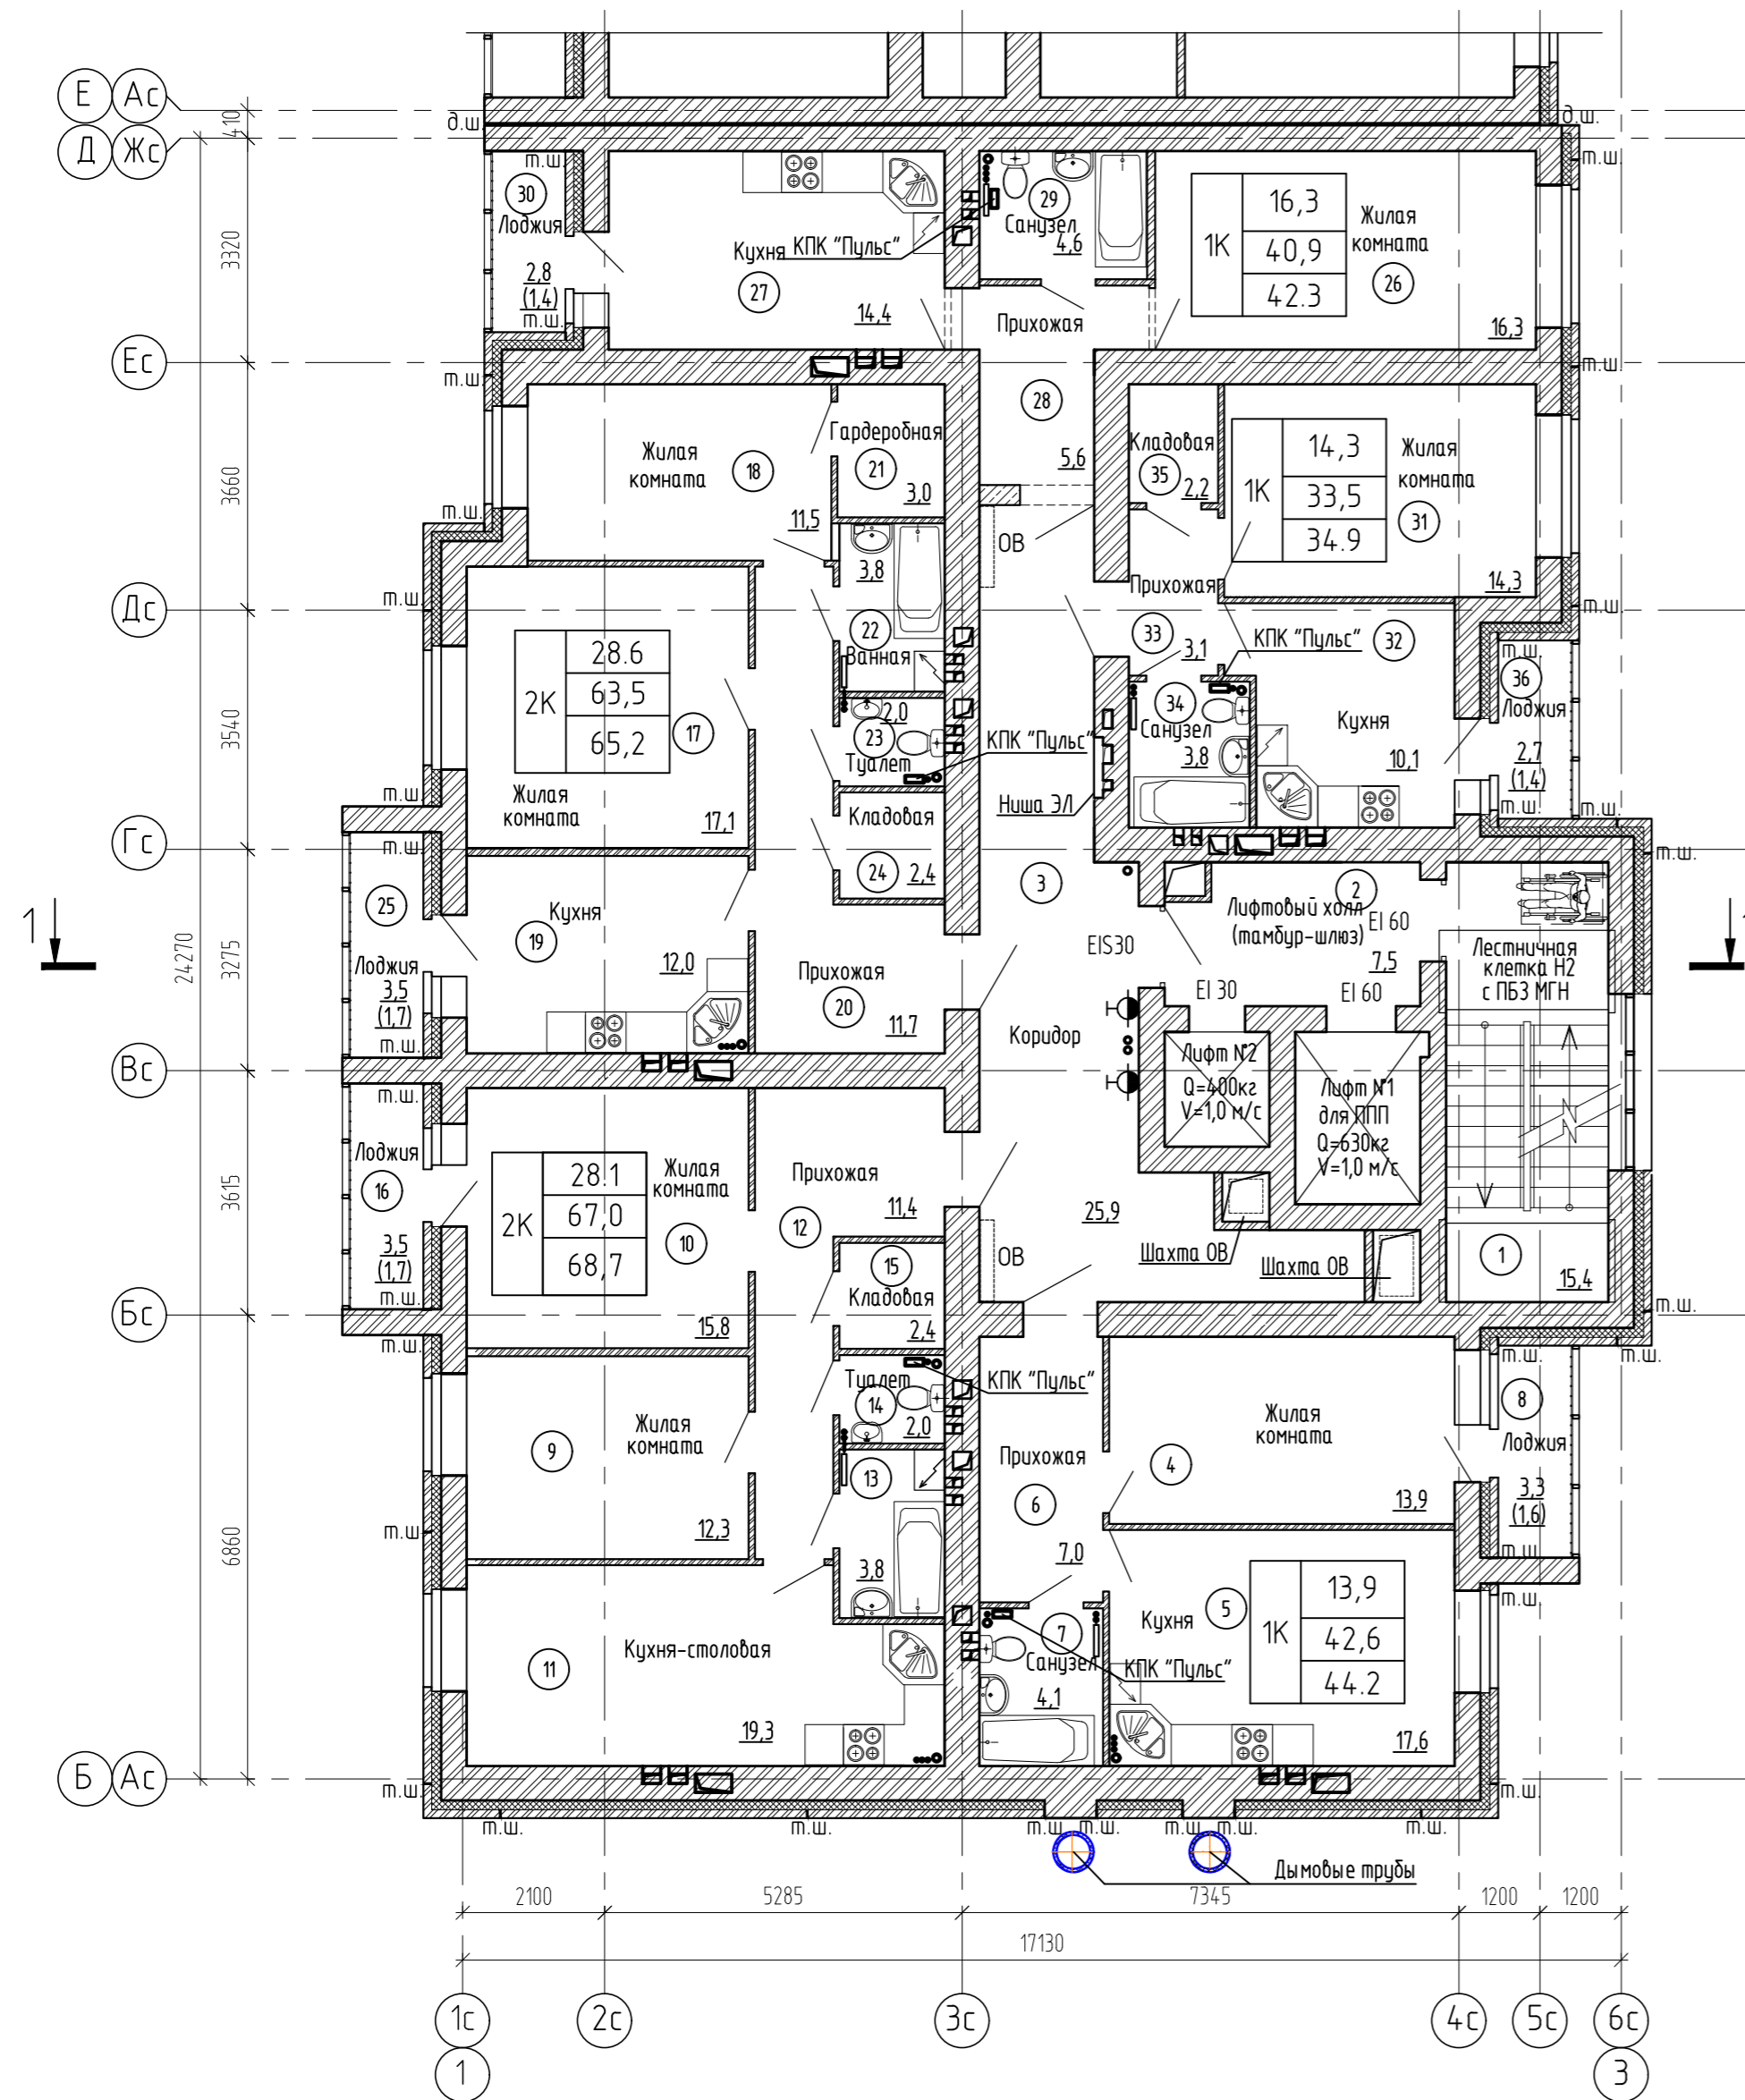 Е
Ас
Д
Жс
410
д.ш.
д.ш.
т.ш.
т.ш.
30
Лоджия
2,8
(1,4)
т.ш.
3320
Кухня
КПК "Пульс"
27
14,4
29
Санузел
4,6
Прихожая
1К
16,3
40,9
42.3
Жилая
комната
26
16,3
Ес
т.ш.
т.ш.
28
5,6
3660
Жилая
комната
18
11,5
Гардеробная
21
3,0
Кладовая
35
2,2
1К
14,3
33,5
34.9
Жилая
комната
31
14,3
т.ш.
ОВ
3,8
22
Ванная
Дс
т.ш.
т.ш.
Прихожая
33
3,1
КПК "Пульс"
32
т.ш.
36
Лоджия
2,7
(1,4)
т.ш.
т.ш.
2К
28.6
63,5
65,2
17
Жилая
комната
17,1
3540
2,0
23
Туалет
КПК "Пульс"
Ниша ЭЛ
34
Санузел
3,8
Кухня
10,1
т.ш.
Кладовая
24
2,4
Гс
т.ш.
т.ш.
3
2
Лифтовый холл
(тамбур-шлюз)
EI 60
7,5
EIS30
EI 30
EI 60
Лестничная
клетка Н2
с ПБЗ МГН
1
1
24270
3275
25
Лоджия
3,5
(1,7)
т.ш.
Кухня
19
12,0
Прихожая
20
11,7
Коридор
Лифт №2
Q=400кг
V=1,0 м/с
Лифт №1
для ППП
Q=630кг
V=1,0 м/с
Вс
т.ш.
Лоджия
16
3,5
(1,7)
т.ш.
3615
2К
28.1
67,0
68,7
Жилая
комната
10
15,8
Прихожая
11,4
12
25,9
Шахта ОВ
Шахта ОВ
1
15,4
ОВ
15
Кладовая
2,4
Бс
т.ш.
т.ш.
т.ш.
т.ш.
Туалет
14
2,0
КПК "Пульс"
Жилая
комната
9
12,3
13
3,8
Прихожая
6
7,0
Жилая
комната
4
13,9
8
Лоджия
3,3
(1,6)
т.ш.
т.ш.
т.ш.
6860
Кухня-столовая
11
19,3
7
Санузел
4,1
КПК "Пульс"
Кухня
5
1К
13,9
42,6
44.2
17,6
Б
Ас
т.ш.
т.ш.
т.ш.
т.ш.
т.ш.
т.ш.
т.ш.
т.ш.
т.ш.
Дымовые трубы
2100
5285
7345
1200
1200
17130
1с
2с
3с
4с
5с
6с
1
3